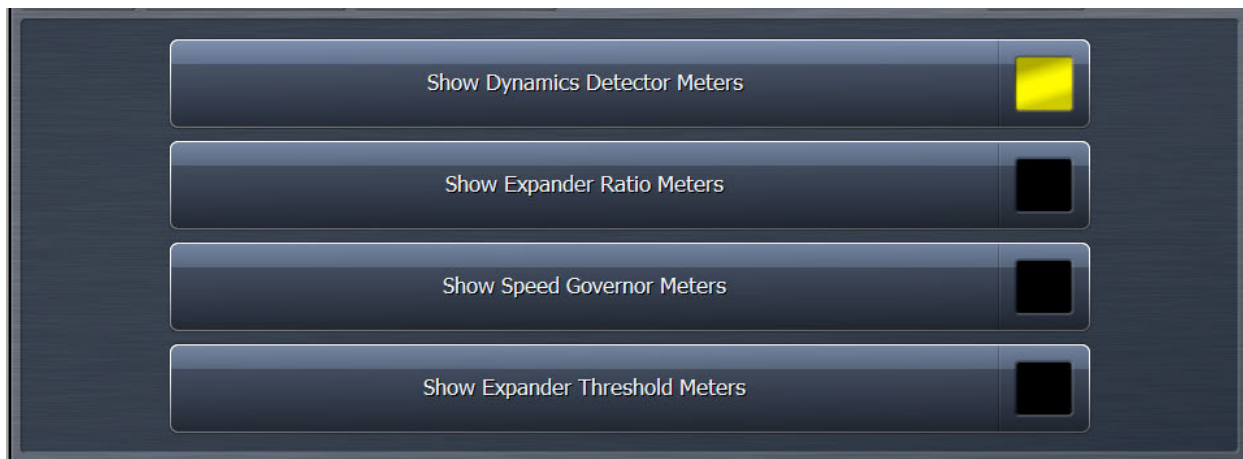 Show Dynamics Detector Meters
Show Expander Ratio Meters
Show Speed Governor Meters
Show Expander Threshold Meters